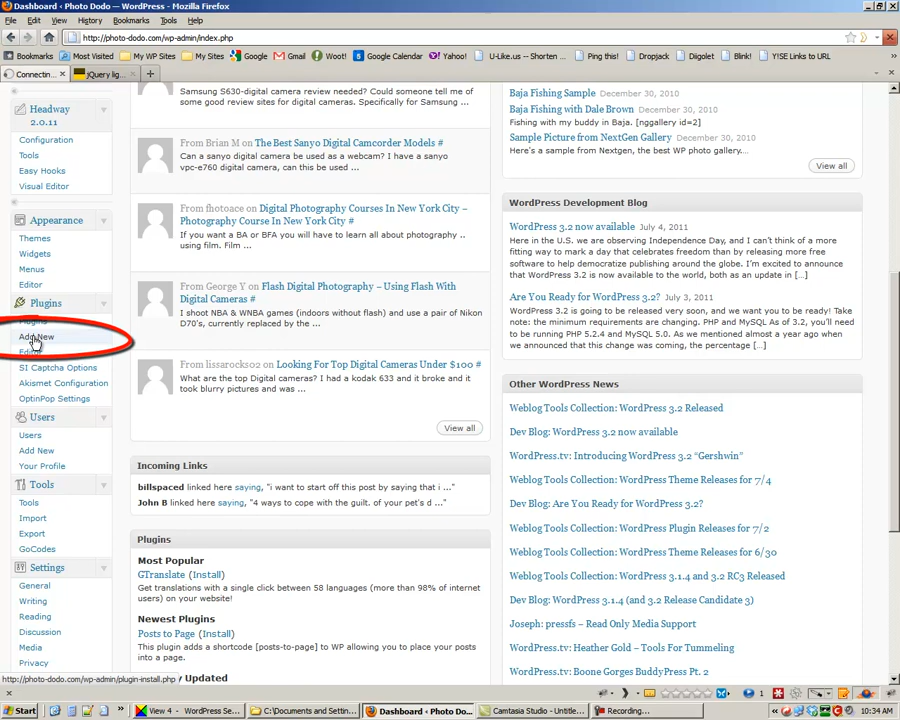 Dashboard ‹ Photo Dodo — WordPress - Mozilla Firefox
File Edit View History Bookmarks Tools Help
http://photo-dodo.com/wp-admin/index.php
Bookmarks Most Visited My WP Sites My Sites Google Gmail Woot! Google Calendar Yahoo! U-Like.us -- Shorten ... Ping this! Dropjack Diigolet Blink! Y!SE Links to URL
Connectin... jQuery lig...
Headway
2.0.11
Configuration
Tools
Easy Hooks
Visual Editor
Appearance
Themes
Widgets
Menus
Editor
Plugins
Plugins
Add New
Editor
SI Captcha Options
Akismet Configuration
OptinPop Settings
Users
Users
Add New
Your Profile
Tools
Tools
Import
Export
GoCodes
Settings
General
Writing
Reading
Discussion
Media
Privacy
Samsung S630-digital camera review needed? Could someone tell me of
some good review sites for digital cameras. Specifically for Samsung ...
From Brian M on The Best Sanyo Digital Camcorder Models #
Can a sanyo digital camera be used as a webcam? I have a sanyo
vpc-e760 digital camera, can this be used ...
From fhotoace on Digital Photography Courses In New York City –
Photography Course In New York City #
If you want a BA or BFA you will have to learn all about photography ..
using film. Film ...
From George Y on Flash Digital Photography – Using Flash With
Digital Cameras #
I shoot NBA & WNBA games (indoors without flash) and use a pair of Nikon
D70's, currently replaced by the ...
From lissarocks02 on Looking For Top Digital Cameras Under $100 #
What are the top Digital cameras? I had a kodak 633 and it broke and it
took blurry pictures and was ...
View all
Incoming Links
billspaced linked here saying, "i want to start off this post by saying that i ..."
John B linked here saying, "4 ways to cope with the guilt. of your pet's d ..."
Plugins
Most Popular
GTranslate (Install)
Get translations with a single click between 58 languages (more than 98% of internet
users) on your website!
Newest Plugins
Posts to Page (Install)
This plugin adds a shortcode [posts-to-page] to WP allowing you to place your posts
into a page.
Updated
Baja Fishing Sample December 30, 2010
Baja Fishing with Dale Brown December 30, 2010
Fishing with my buddy in Baja. [nggallery id=2]
Sample Picture from NextGen Gallery December 30, 2010
Here's a sample from Nextgen, the best WP photo gallery....
View all
WordPress Development Blog
WordPress 3.2 now available July 4, 2011
Here in the U.S. we are observing Independence Day, and I can't think of a more
fitting way to mark a day that celebrates freedom than by releasing more free
software to help democratize publishing around the globe. I'm excited to announce
that WordPress 3.2 is now available to the world, both as an update in [...]
Are You Ready for WordPress 3.2? July 3, 2011
WordPress 3.2 is going to be released very soon, and we want you to be ready! Take
note: the minimum requirements are changing. PHP and MySQL As of 3.2, you'll
need to be running PHP 5.2.4 and MySQL 5.0. As we mentioned almost a year ago
when we announced that this change was coming, the percentage [...]
Other WordPress News
Weblog Tools Collection: WordPress 3.2 Released
Dev Blog: WordPress 3.2 now available
WordPress.tv: Introducing WordPress 3.2 “Gershwin”
Weblog Tools Collection: WordPress Theme Releases for 7/4
Dev Blog: Are You Ready for WordPress 3.2?
Weblog Tools Collection: WordPress Plugin Releases for 7/2
Weblog Tools Collection: WordPress Theme Releases for 6/30
Weblog Tools Collection: WordPress 3.1.4 and 3.2 RC3 Released
Dev Blog: WordPress 3.1.4 (and 3.2 Release Candidate 3)
Joseph: pressfs – Read Only Media Support
WordPress.tv: Heather Gold – Tools For Tummeling
WordPress.tv: Boone Gorges BuddyPress Pt. 2
http://photo-dodo.com/wp-admin/plugin-install.php
1
Start View 4 - WordPress Se... C:\Documents and Settin... Dashboard ‹ Photo Do... Camtasia Studio - Untitle... Recording... 10:34 AM